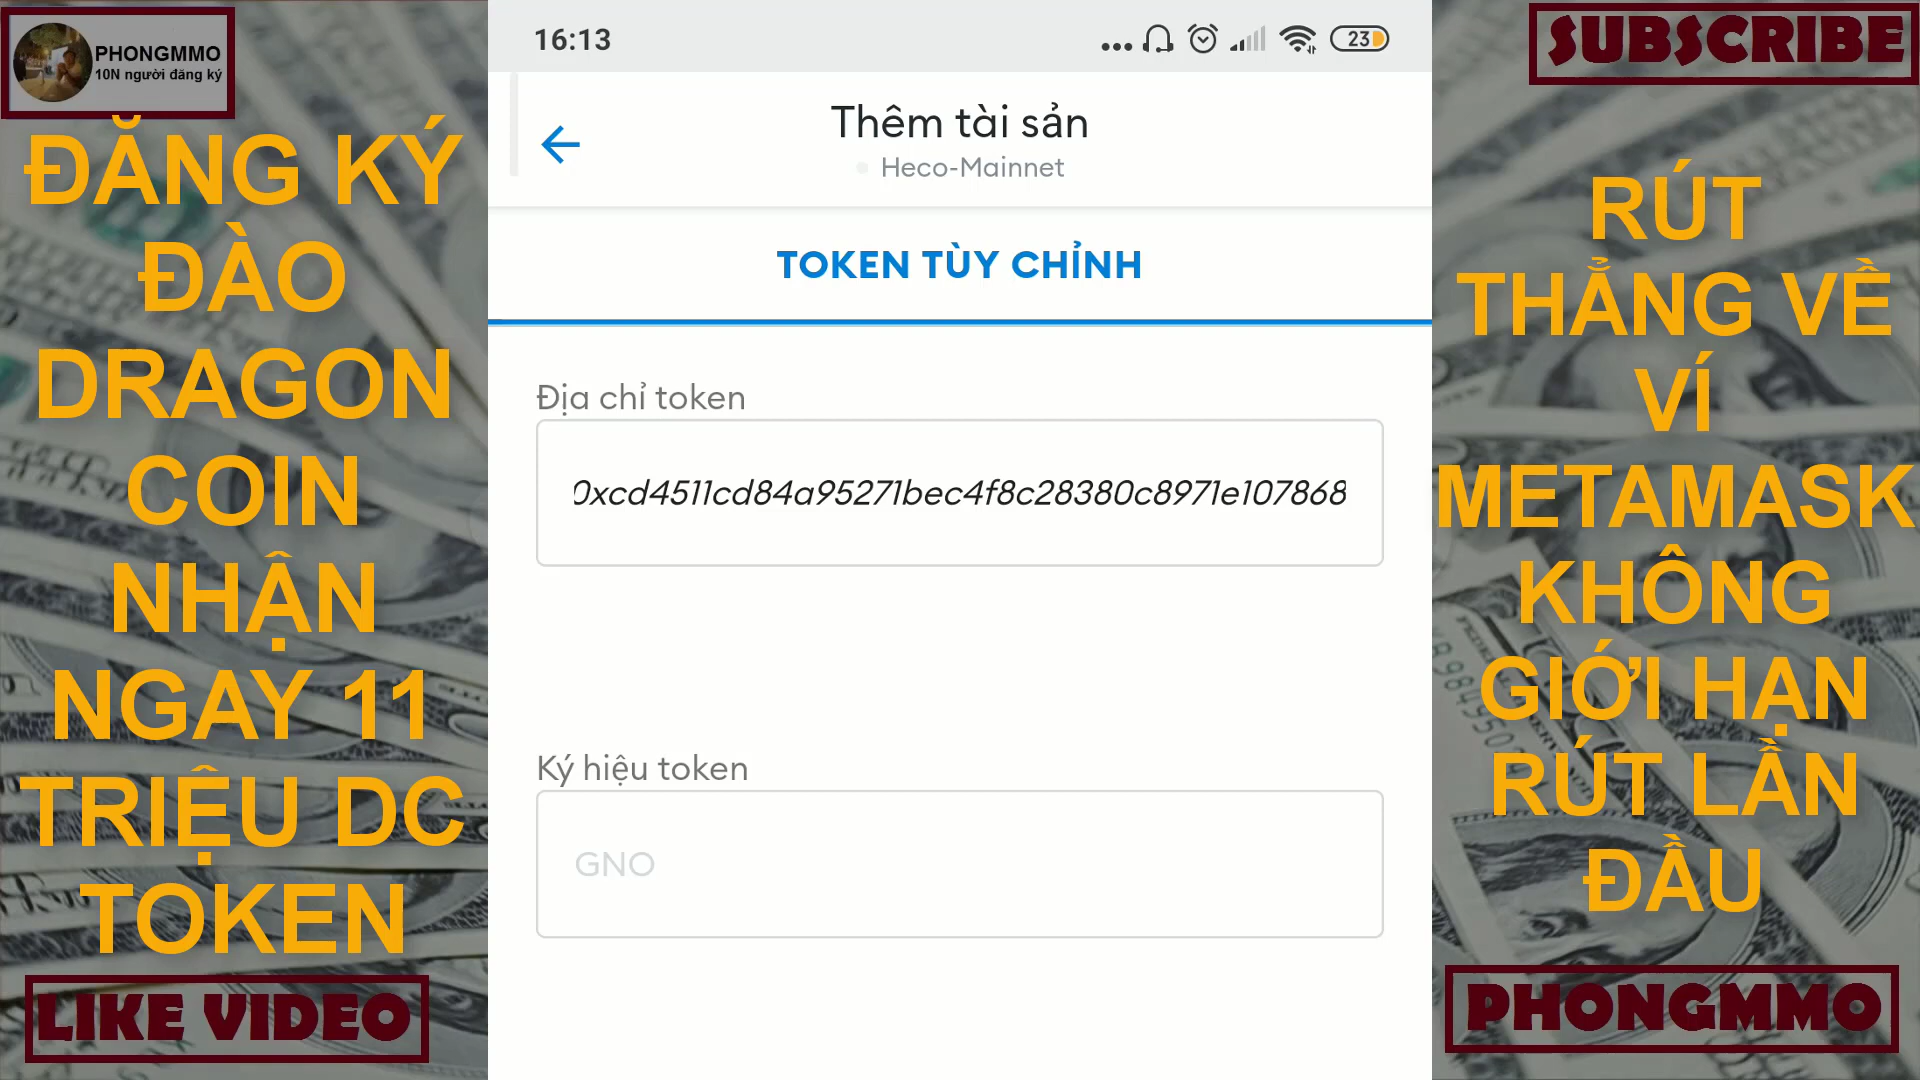 PHONGMMO
10N người đăng ký
ĐĂNG KÝ
ĐÀO
DRAGON
COIN
NHẬN
NGAY 11
TRIỆU DC
TOKEN
LIKE VIDEO
16:13
23
Thêm tài sản
Heco-Mainnet
TOKEN TÙY CHỈNH
Địa chỉ token
0xcd4511cd84a95271bec4f8c28380c8971e107868
Ký hiệu token
GNO
SUBSCRIBE
RÚT
THẲNG VỀ
VÍ
METAMASK
KHÔNG
GIỚI HẠN
RÚT LẦN
ĐẦU
PHONGMMO